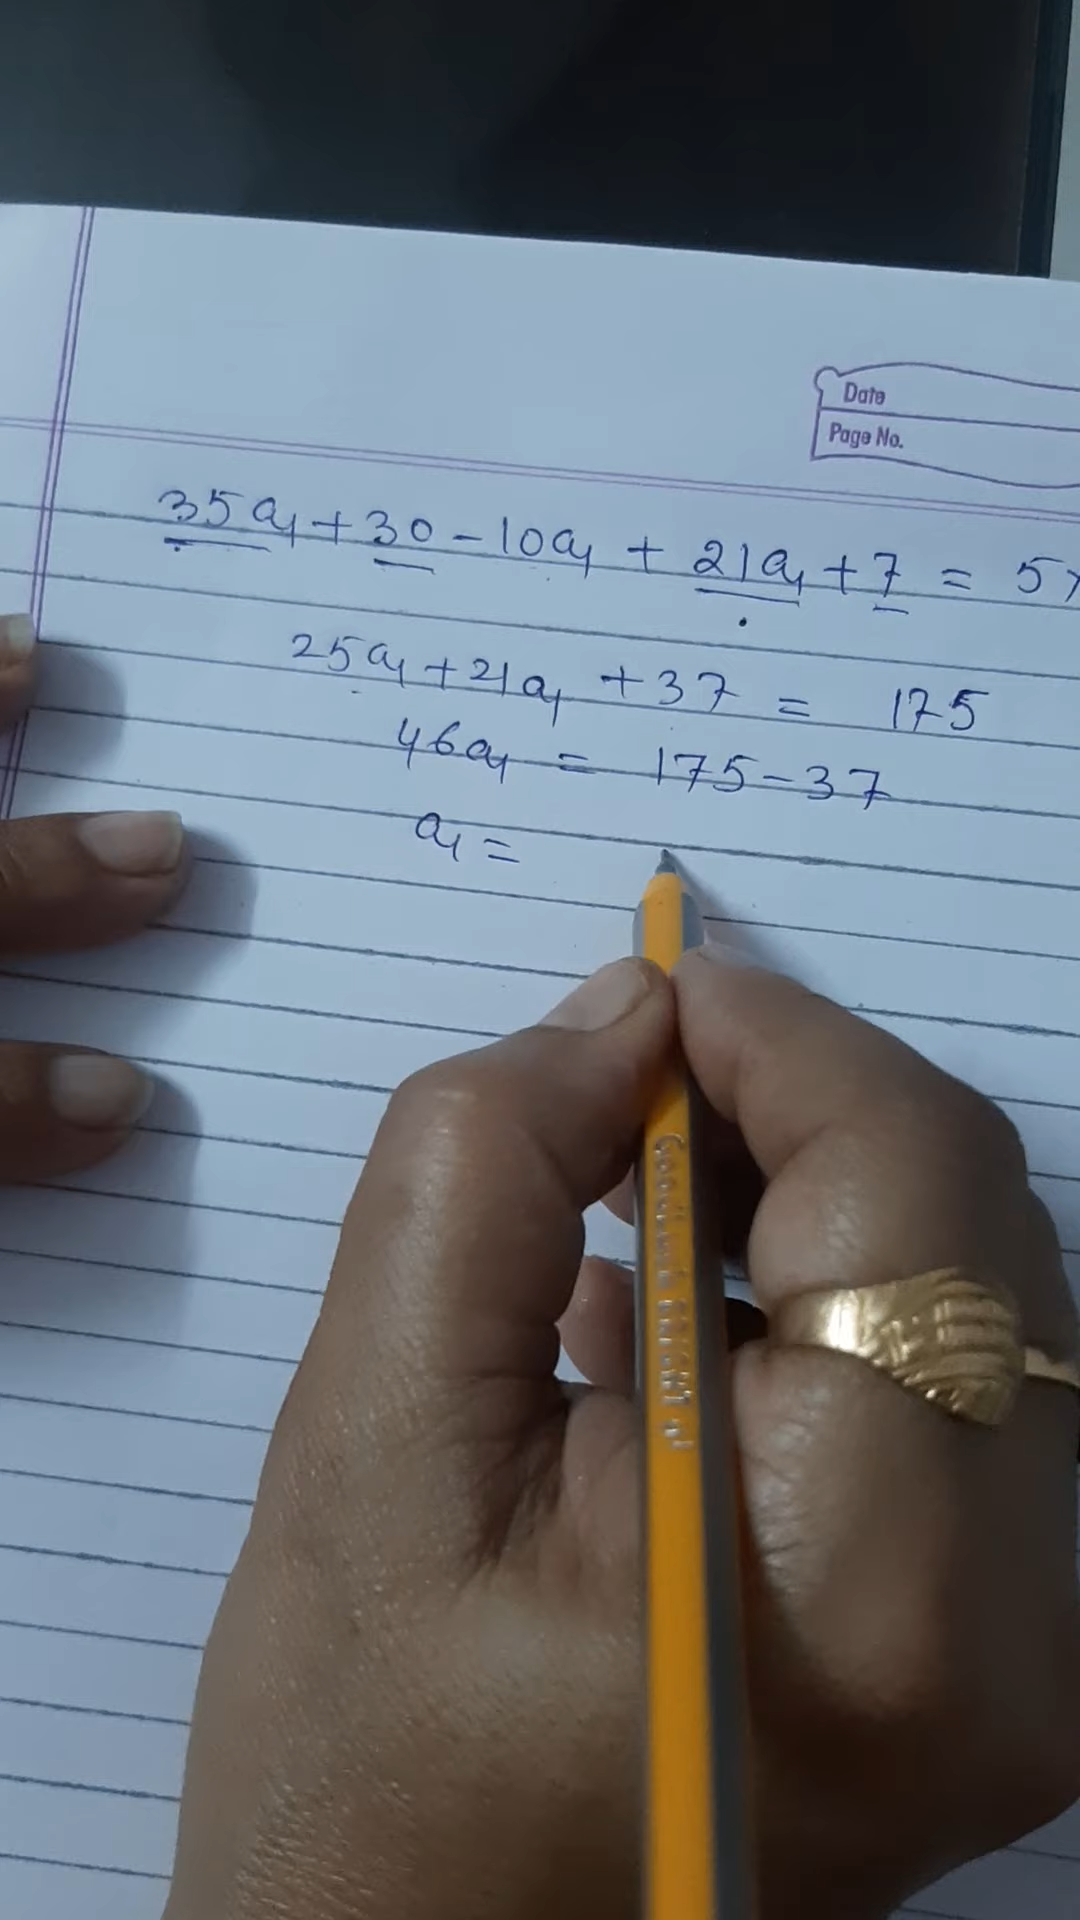 Date
Page No.
35a₁ + 30 - 10a₁ + 21a₁ + 7 = 5×
25a₁ + 21a₁ + 37 = 175
46a₁ = 175 - 37
a₁ =